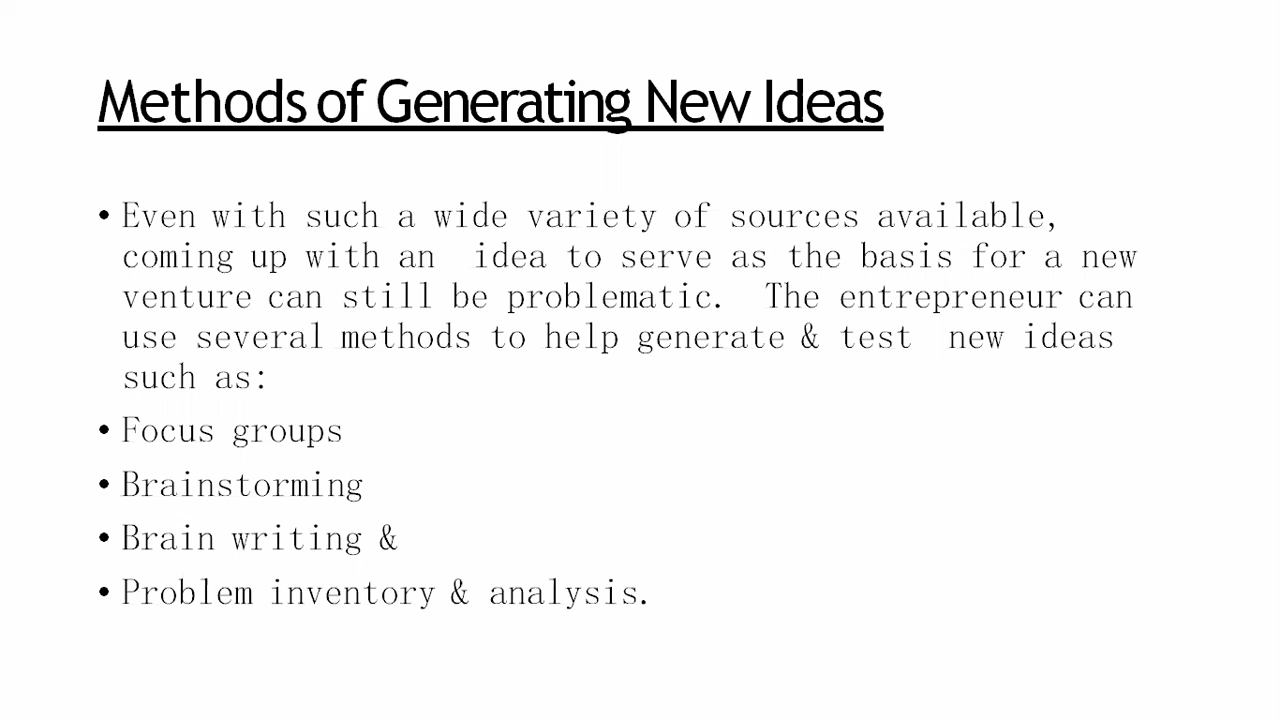 Methods of Generating New Ideas
• Even with such a wide variety of sources available,
coming up with an  idea to serve as the basis for a new
venture can still be problematic.  The entrepreneur can
use several methods to help generate & test  new ideas
such as:
• Focus groups
• Brainstorming
• Brain writing &
• Problem inventory & analysis.